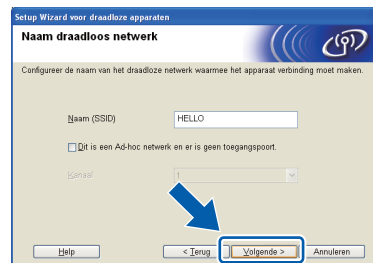 Setup Wizard voor draadloze apparaten
Naam draadloos netwerk
Configureer de naam van het draadloze netwerk waarmee het apparaat verbinding moet maken.
Naam (SSID) HELLO
Dit is een Ad-hoc netwerk en er is geen toegangspoort.
Kanaal 1
Help < Terug Volgende > Annuleren